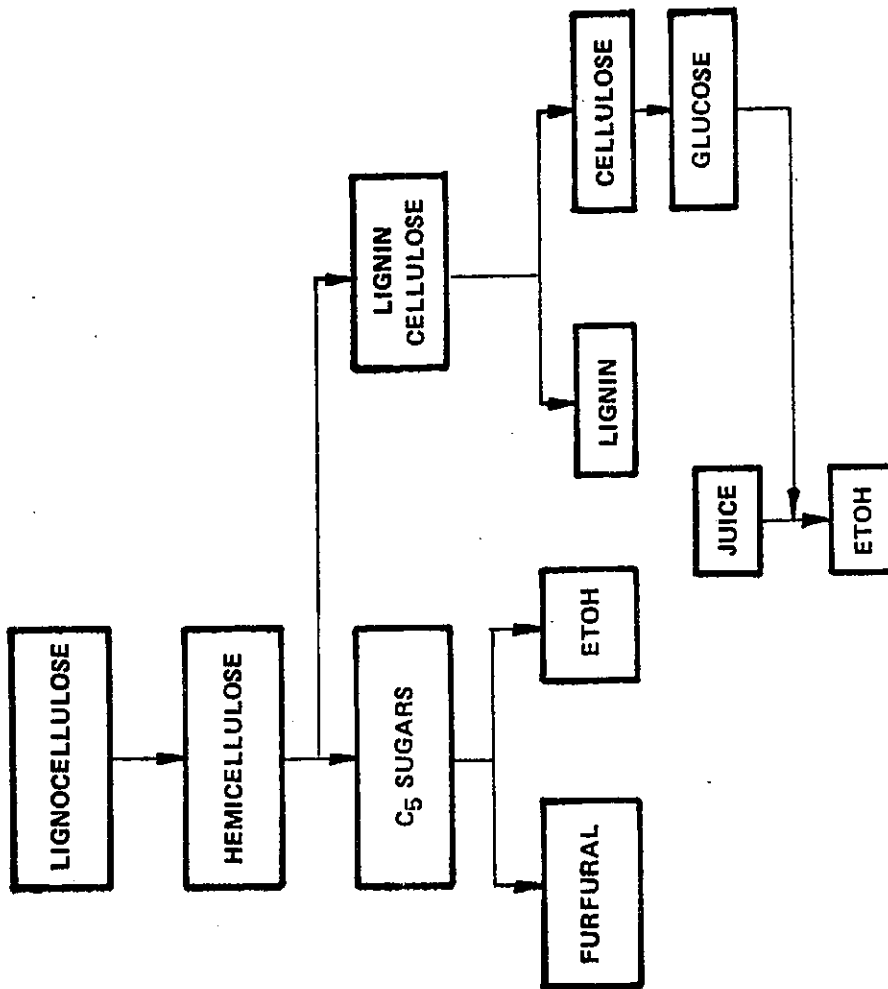 LIGNOCELLULOSE
HEMICELLULOSE
C5 SUGARS
LIGNIN
CELLULOSE
FURFURAL
ETOH
LIGNIN
CELLULOSE
GLUCOSE
JUICE
ETOH